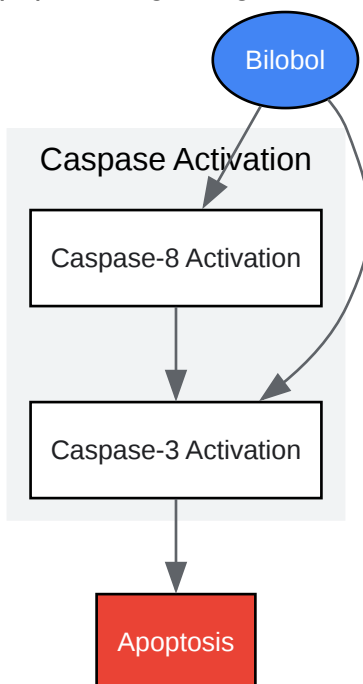 Bilobol
Caspase Activation
Caspase-8 Activation
Caspase-3 Activation
Apoptosis